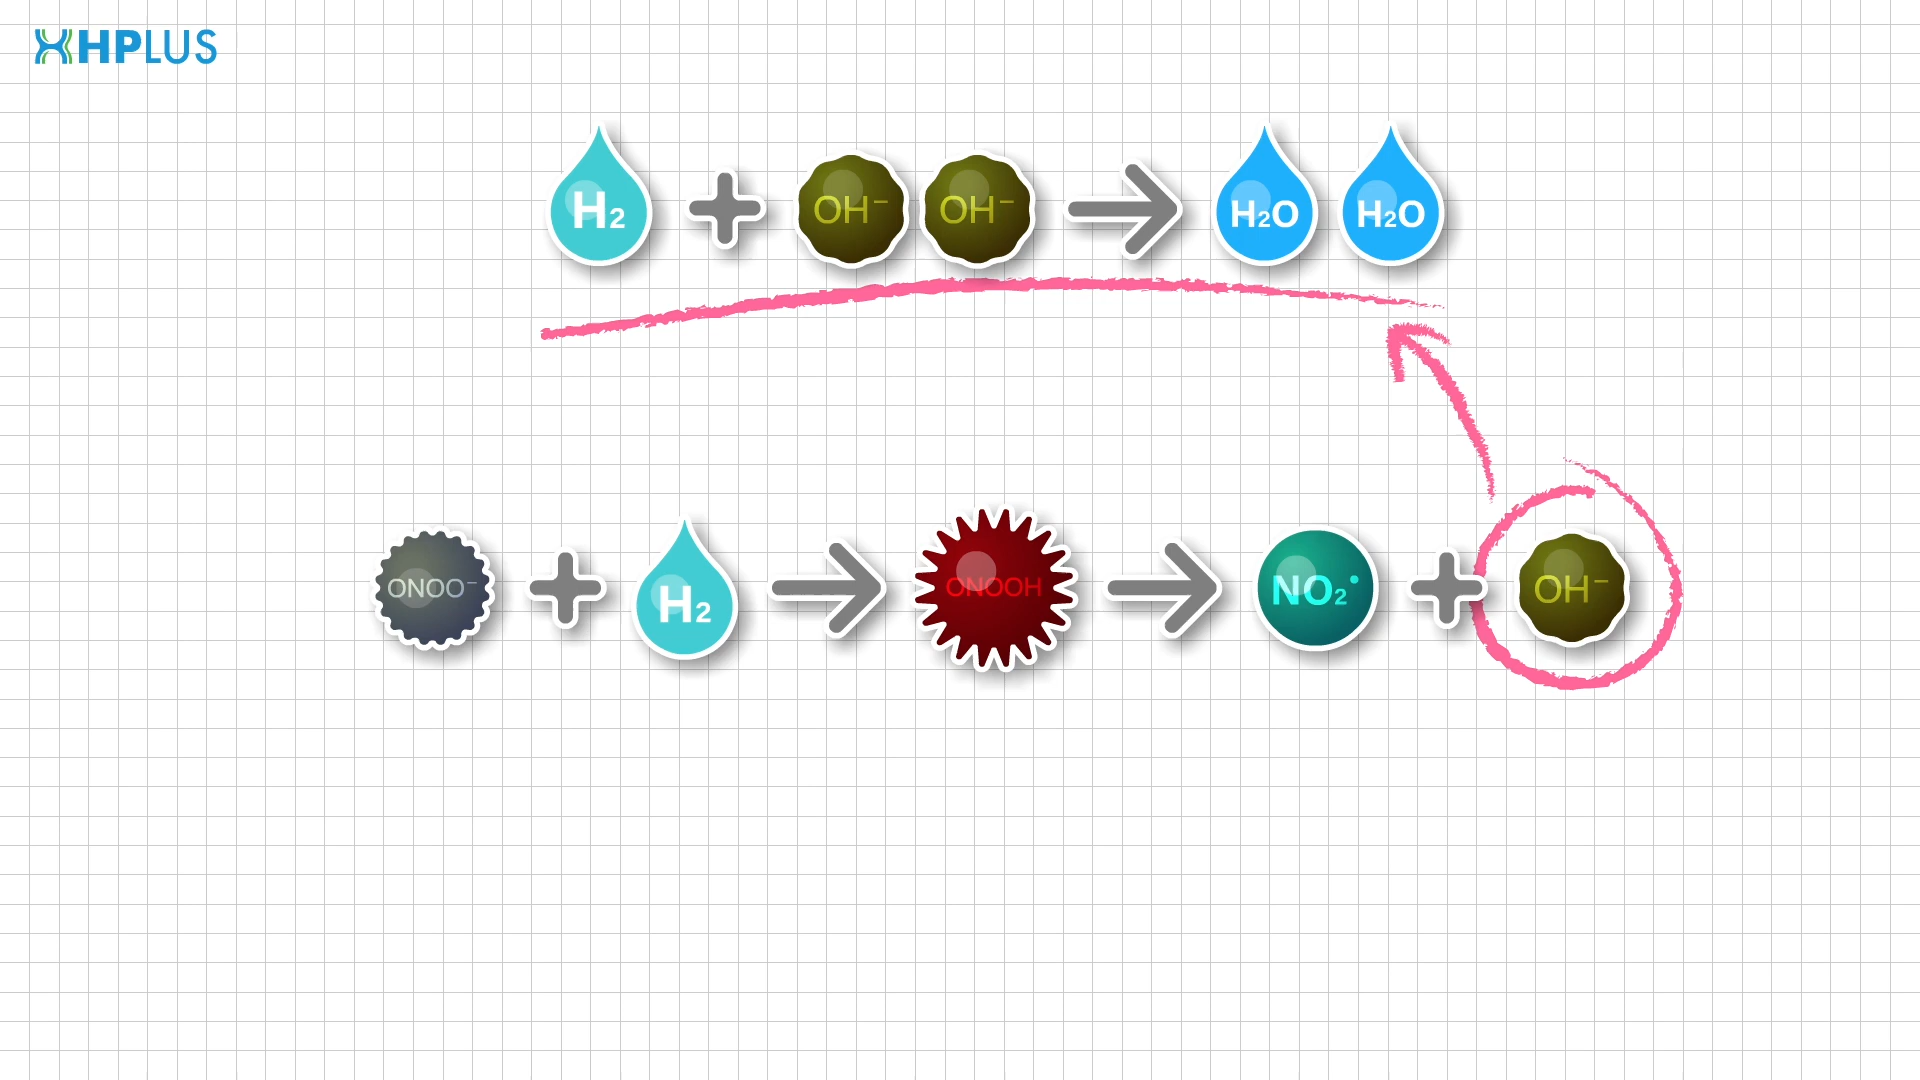 HPLUS
H₂ + OH⁻ OH⁻ → H₂O H₂O
ONOO⁻ + H₂ → ONOOH → NO₂• + OH⁻